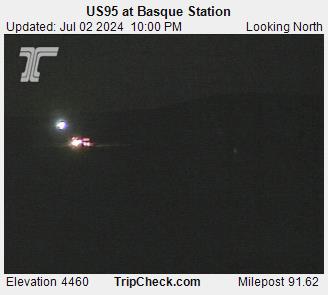 US95 at Basque Station
Updated: Jul 02 2024 10:00 PM Looking North
Elevation 4460 TripCheck.com Milepost 91.62